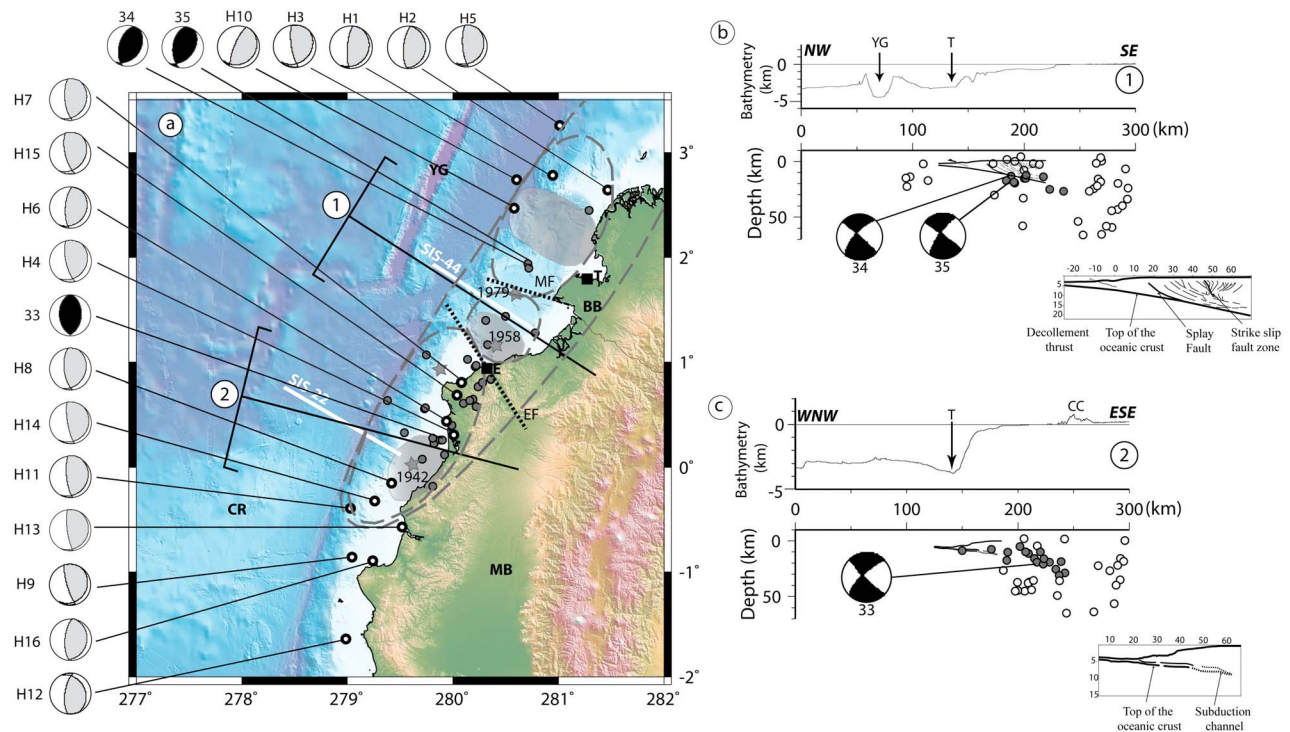 34
35
H10
H3
H1
H2
H5
H7
H15
H6
H4
33
H8
H14
H11
H13
H9
H16
H12
a
YG
1
SIS-44
MF
T
1979
BB
1958
E
2
SIS-22
EF
1942
CR
MB
3°
2°
1°
0°
-1°
-2°
277°
278°
279°
280°
281°
282°
b
NW
YG
T
SE
1
Bathymetry
(km)
0
-5
0
100
200
300
(km)
Depth (km)
0
50
34
35
-20
0
10
20
30
40
50
60
5
10
15
20
Decollement
thrust
Top of the
oceanic crust
Splay
Fault
Strike slip
fault zone
c
WNW
T
CC
ESE
2
Bathymetry
(km)
0
-5
0
100
200
300
(km)
Depth (km)
0
50
33
10
20
30
40
50
60
5
10
15
Top of the
oceanic crust
Subduction
channel